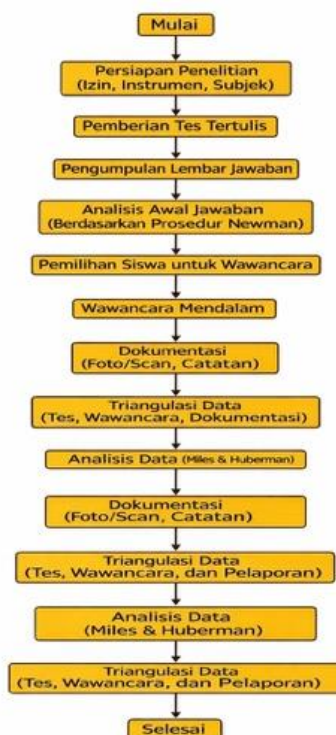 Mulai
Persiapan Penelitian
(Izin, Instrumen, Subjek)
Pemberian Tes Tertulis
Pengumpulan Lembar Jawaban
Analisis Awal Jawaban
(Berdasarkan Prosedur Newman)
Pemilihan Siswa untuk Wawancara
Wawancara Mendalam
Dokumentasi
(Foto/Scan, Catatan)
Triangulasi Data
(Tes, Wawancara, Dokumentasi)
Analisis Data (Miles & Huberman)
Dokumentasi
(Foto/Scan, Catatan)
Triangulasi Data
(Tes, Wawancara, dan Pelaporan)
Analisis Data
(Miles & Huberman)
Triangulasi Data
(Tes, Wawancara, dan Pelaporan)
Selesai